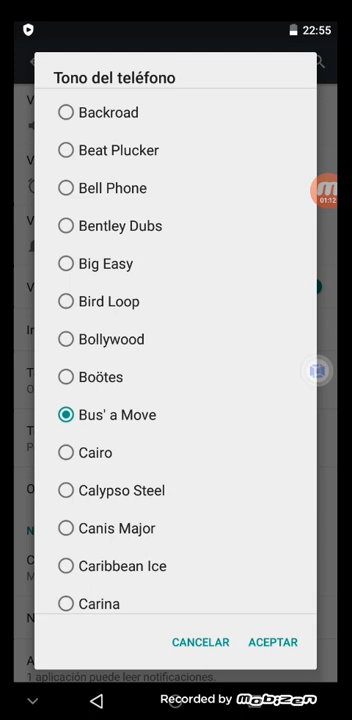 22:55
Tono del teléfono
Backroad
Beat Plucker
Bell Phone
Bentley Dubs
Big Easy
Bird Loop
01:12
Bollywood
Boötes
Bus' a Move
Cairo
Calypso Steel
Canis Major
Caribbean Ice
Carina
CANCELAR ACEPTAR
1 aplicación puede leer notificaciones.
Recorded by mobizen